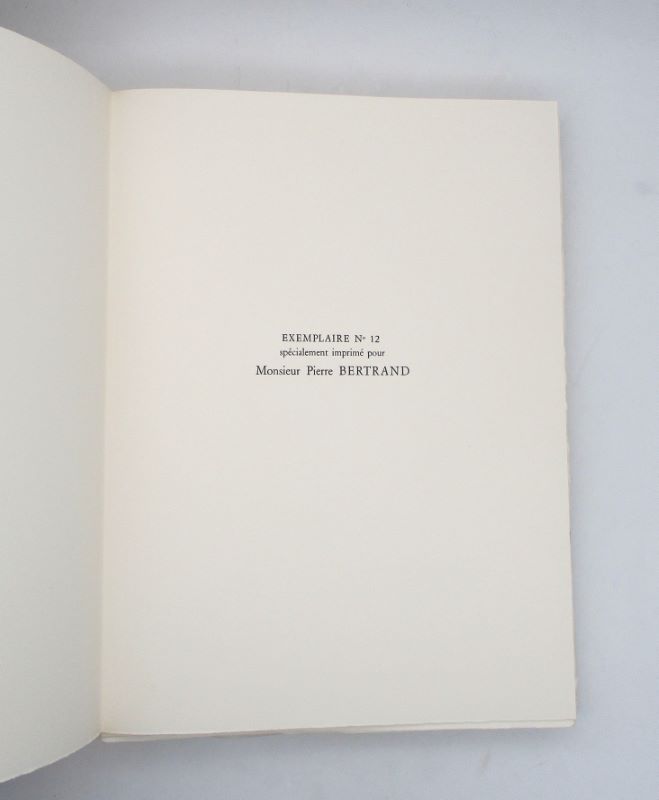 EXEMPLAIRE Nº 12
spécialement imprimé pour
Monsieur Pierre BERTRAND